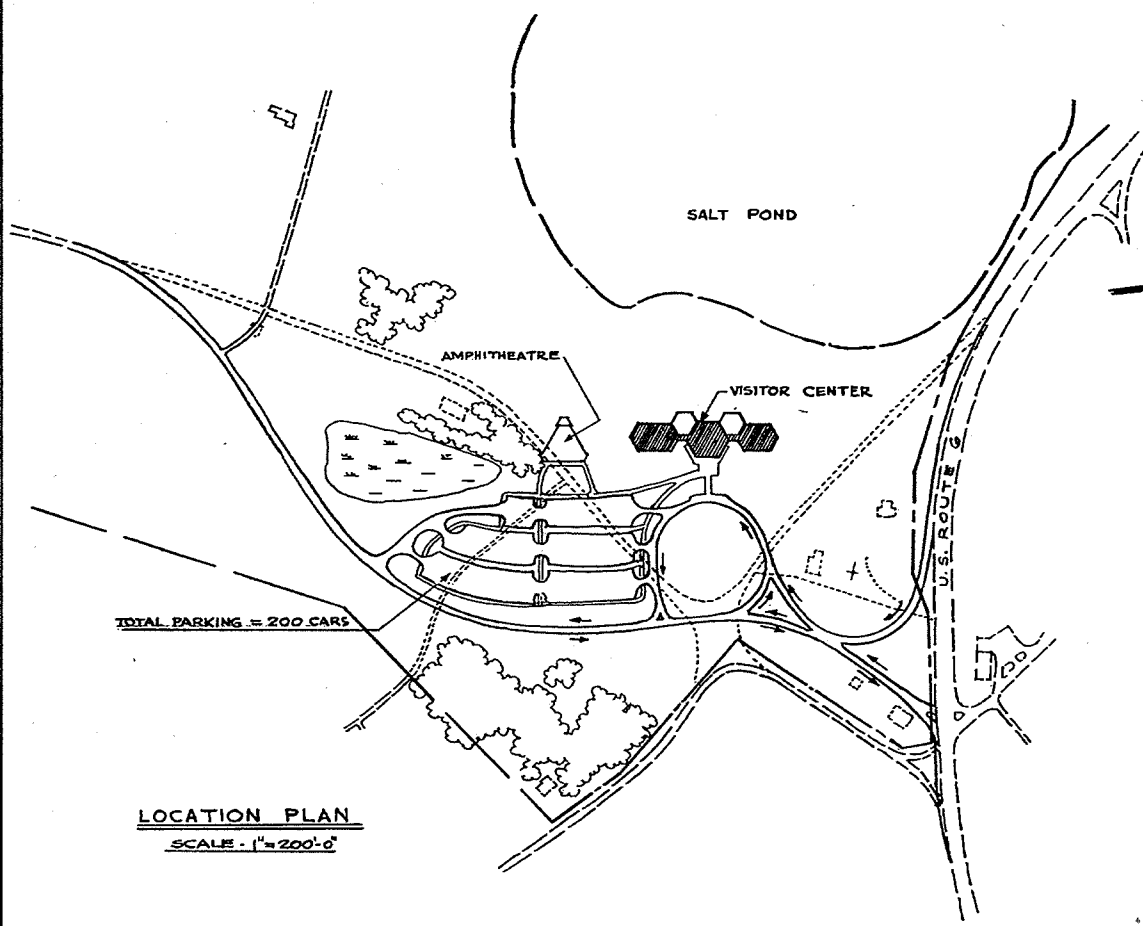 SALT POND
AMPHITHEATRE
VISITOR CENTER
U.S. ROUTE 6
TOTAL PARKING = 200 CARS
LOCATION PLAN
SCALE - 1" = 200'-0"